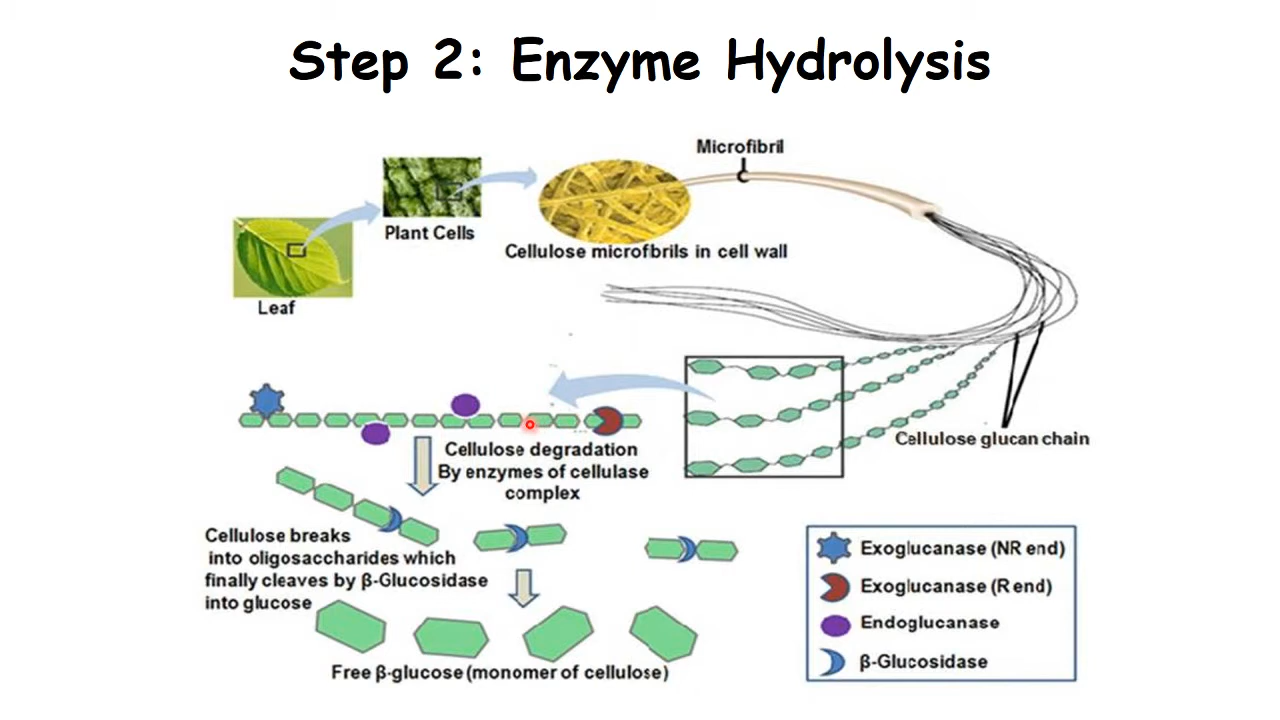 Step 2: Enzyme Hydrolysis
Microfibril
Plant Cells
Cellulose microfbrils in cell wall
Leaf
Cellulose glucan chain
Cellulose degradation
By enzymes of cellulase
complex
Cellulose breaks
into oligosaccharides which
finally cleaves by β-Glucosidase
into glucose
Exoglucanase (NR end)
Exoglucanase (R end)
Endoglucanase
β-Glucosidase
Free β-glucose (monomer of cellulose)